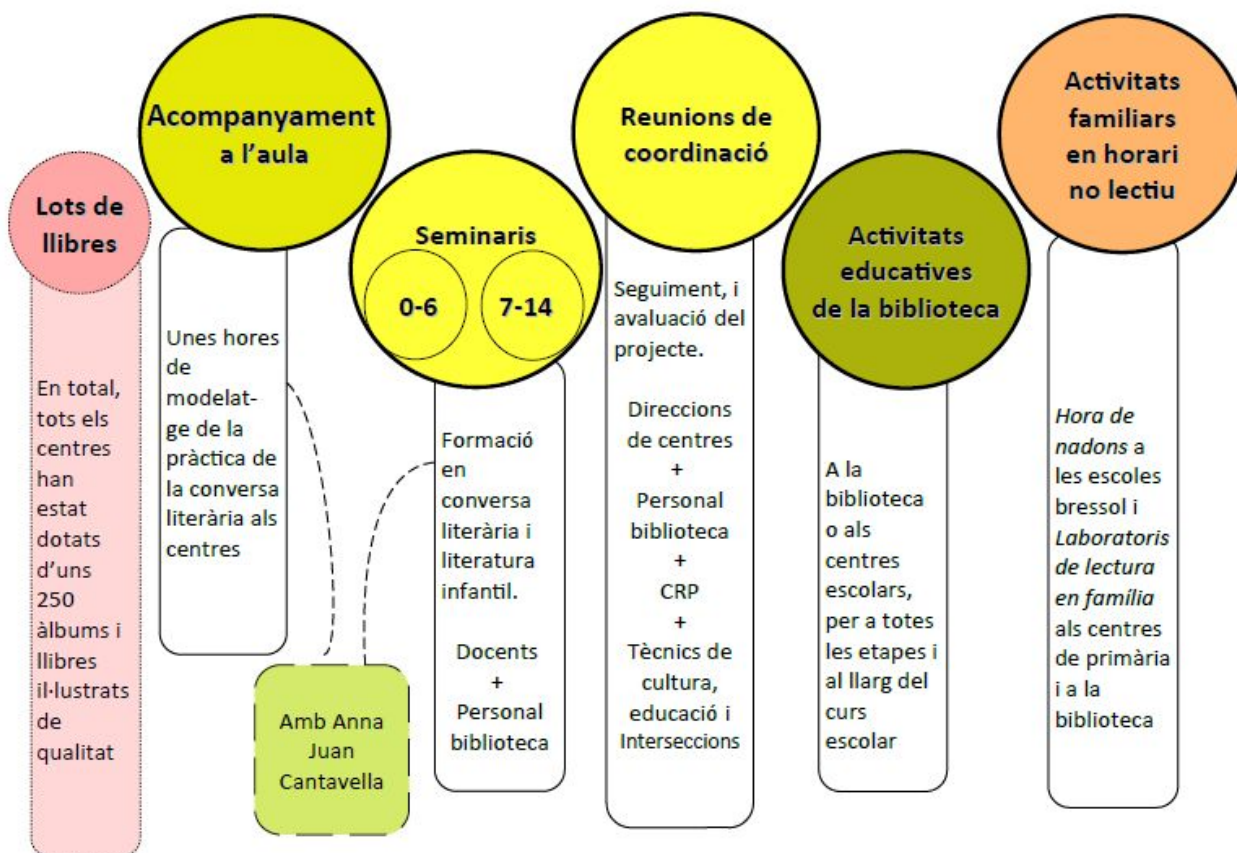 Lots de
llibres
En total,
tots els
centres
han
estat
dotats
d'uns
250
àlbums i
llibres
il·lustrats
de
qualitat
Acompanyament
a l'aula
Unes hores
de
modelat-
ge de la
pràctica de
la conversa
literària als
centres
Amb Anna
Juan
Cantavella
Seminaris
0-6
7-14
Formació
en
conversa
literària i
literatura
infantil.
Docents
+
Personal
biblioteca
Reunions de
coordinació
Seguiment, i
avaluació del
projecte.
Direccions
de centres
+
Personal
biblioteca
+
CRP
+
Tècnics de
cultura,
educació i
Interseccions
Activitats
educatives
de la biblioteca
A la
biblioteca
o als
centres
escolars,
per a totes
les etapes i
al llarg del
curs
escolar
Activitats
familiars
en horari
no lectiu
Hora de
nadons a
les escoles
bressol i
Laboratoris
de lectura
en família
als centres
de primària
i a la
biblioteca